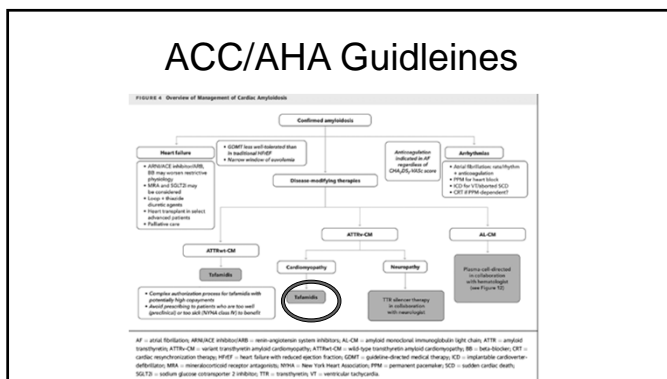 ACC/AHA Guidleines
FIGURE 4 Overview of Management of Cardiac Amyloidosis
Confirmed amyloidosis
Heart failure
• ARNI/ACE inhibitor/ARB,
BB may worsen restrictive
physiology
• MRA and SGLT2i may
be considered
• Loop + thiazide
diuretic agents
• Heart transplant in select
advanced patients
• Palliative care
• GDMT less well tolerated than
in traditional HFrEF
• Narrow window of euvolemia
Anticoagulation
indicated in AF
regardless of
CHA2DS2-VASc score
Arrhythmias
• Atrial fibrillation: rate/rhythm
+ anticoagulation
• PPM for heart block
• ICD for VT/aborted SCD
• CRT if PPM-dependent?
Disease-modifying therapies
ATTRwt-CM
ATTRv-CM
AL-CM
Tafamidis
Cardiomyopathy
Neuropathy
Plasma cell-directed
in collaboration
with hematologist
(see Figure 12)
• Complex authorization process for tafamidis with
potentially high copayments
• Avoid prescribing to patients who are too well
(preclinical) or too sick (NYHA class IV) to benefit
Tafamidis
TTR silencer therapy
in collaboration
with neurologist
AF = atrial fibrillation, ARNI/ACE inhibitor/ARB = renin-angiotensin system inhibitors; AL-CM = amyloid monoclonal immunoglobulin light chain; ATTR = amyloid
transthyretin; ATTRv-CM = variant transthyretin amyloid cardiomyopathy; ATTRwt-CM = wild-type transthyretin amyloid cardiomyopathy; BB = beta-blocker; CRT =
cardiac resynchronization therapy; HFrEF = heart failure with reduced ejection fraction; GDMT = guideline-directed medical therapy; ICD = implantable cardioverter-
defibrillator; MRA = mineralocorticoid receptor antagonists; NYHA = New York Heart Association; PPM = permanent pacemaker; SCD = sudden cardiac death;
SGLT2i = sodium glucose cotransporter 2 inhibitor; TTR = transthyretin; VT = ventricular tachycardia.